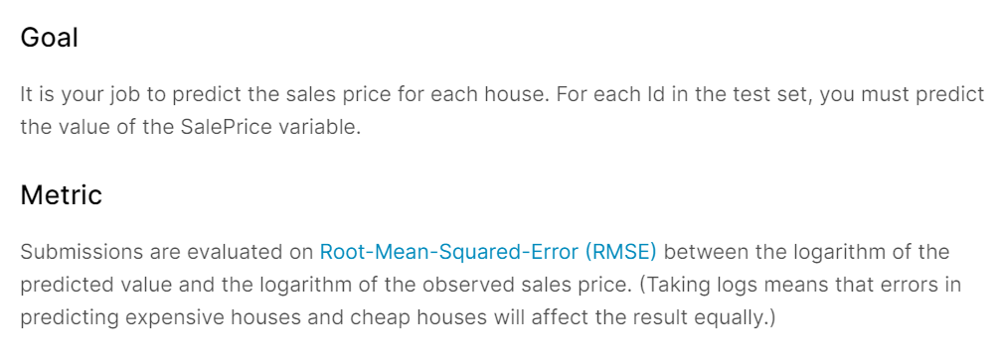 Goal
It is your job to predict the sales price for each house. For each Id in the test set, you must predict
the value of the SalePrice variable.
Metric
Submissions are evaluated on Root-Mean-Squared-Error (RMSE) between the logarithm of the
predicted value and the logarithm of the observed sales price. (Taking logs means that errors in
predicting expensive houses and cheap houses will affect the result equally.)